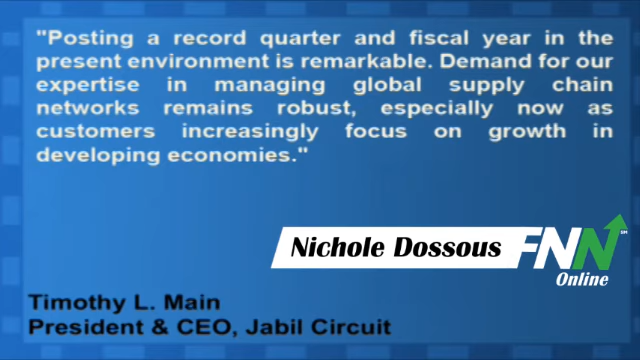 "Posting a record quarter and fiscal year in the
present environment is remarkable. Demand for our
expertise in managing global supply chain
networks remains robust, especially now as
customers increasingly focus on growth in
developing economies."
Nichole Dossous FNN
SM
Online
Timothy L. Main
President & CEO, Jabil Circuit